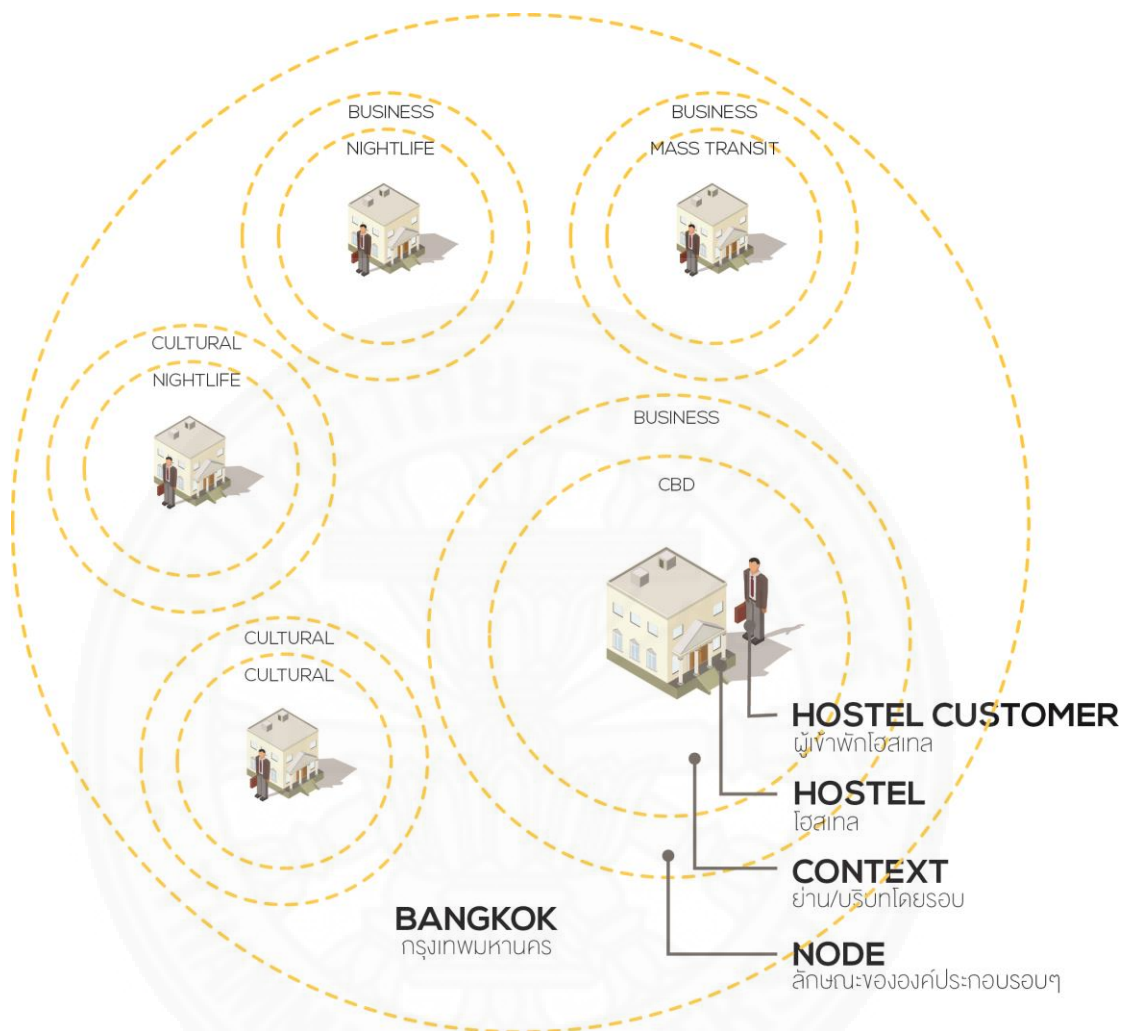 BUSINESS
NIGHTLIFE
BUSINESS
MASS TRANSIT
CULTURAL
NIGHTLIFE
BUSINESS
CBD
CULTURAL
CULTURAL
HOSTEL CUSTOMER
ผู้เข้าพักโฮสเทล
HOSTEL
โฮสเทล
CONTEXT
ย่าน/บริบทโดยรอบ
BANGKOK
กรุงเทพมหานคร
NODE
ลักษณะขององค์ประกอบรอบๆ